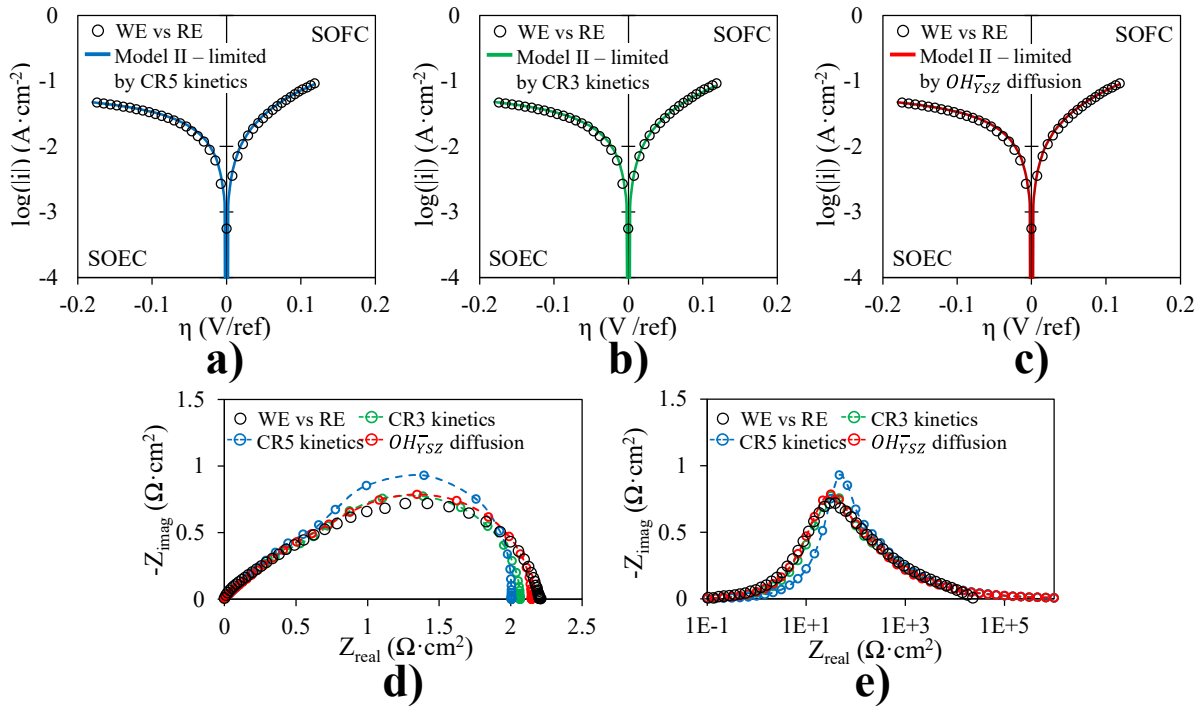 0
-1
-2
-3
-4
log(|i|) (A·cm-2)
WE vs RE
SOFC
Model II – limited
by CR5 kinetics
SOEC
-0.2 -0.1 0 0.1 0.2
η (V/ref)
a)
0
-1
-2
-3
-4
log(|i|) (A·cm-2)
WE vs RE
SOFC
Model II – limited
by CR3 kinetics
SOEC
-0.2 -0.1 0 0.1 0.2
η (V/ref)
b)
0
-1
-2
-3
-4
log(|i|) (A·cm-2)
WE vs RE
SOFC
Model II – limited
by OH⁻YSZ diffusion
SOEC
-0.2 -0.1 0 0.1 0.2
η (V/ref)
c)
1.5
1
0.5
0
-Zimag (Ω·cm2)
WE vs RE CR3 kinetics
CR5 kinetics OH⁻YSZ diffusion
0 0.5 1 1.5 2 2.5
Zreal (Ω·cm2)
d)
1.5
1
0.5
0
-Zimag (Ω·cm2)
WE vs RE CR3 kinetics
CR5 kinetics OH⁻YSZ diffusion
1E-1 1E+1 1E+3 1E+5
Zreal (Ω·cm2)
e)